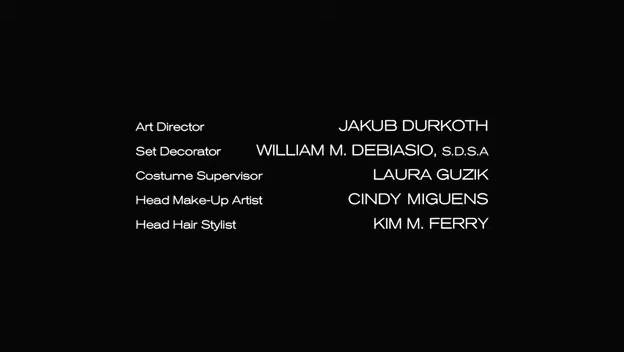 Art Director JAKUB DURKOTH
Set Decorator WILLIAM M. DEBIASIO, S.D.S.A
Costume Supervisor LAURA GUZIK
Head Make-Up Artist CINDY MIGUENS
Head Hair Stylist KIM M. FERRY